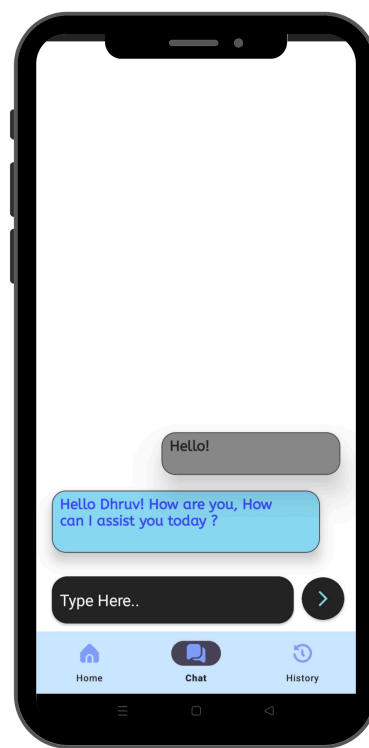 Hello!
Hello Dhruv! How are you, How
can I assist you today ?
Type Here..
Home
Chat
History